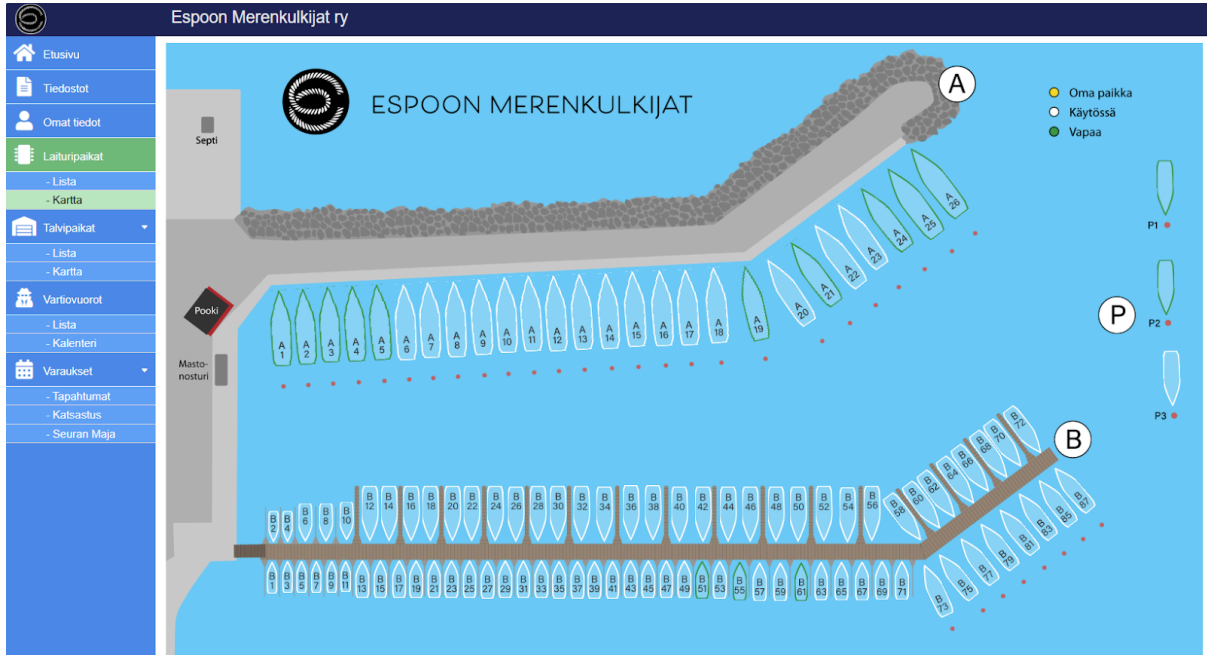 Espoon Merenkulkijat ry
Etusivu
Tiedostot
Omat tiedot
Laituripaikat
- Lista
- Kartta
Talvipaikat
- Lista
- Kartta
Vartiovuorot
- Lista
- Kalenteri
Varaukset
- Tapahtumat
- Katsastus
- Seuran Maja
ESPOON MERENKULKIJAT
A
Oma paikka
Käytössä
Vapaa
Septi
Pooki
Masto-
nosturi
P1
P2
P
P3
B
A 1
A 2
A 3
A 4
A 5
A 6
A 7
A 8
A 9
A 10
A 11
A 12
A 13
A 14
A 15
A 16
A 17
A 18
A 19
A 20
A 21
A 22
A 23
A 24
A 25
A 26
B 2
B 4
B 6
B 8
B 10
B 12
B 14
B 16
B 18
B 20
B 22
B 24
B 26
B 28
B 30
B 32
B 34
B 36
B 38
B 40
B 42
B 44
B 46
B 48
B 50
B 52
B 54
B 56
B 58
B 60
B 62
B 64
B 66
B 68
B 70
B 72
B 1
B 3
B 5
B 7
B 9
B 11
B 13
B 15
B 17
B 19
B 21
B 23
B 25
B 27
B 29
B 31
B 33
B 35
B 37
B 39
B 41
B 43
B 45
B 47
B 49
B 51
B 53
B 55
B 57
B 59
B 61
B 63
B 65
B 67
B 69
B 71
B 73
B 75
B 77
B 79
B 81
B 83
B 85
B 87